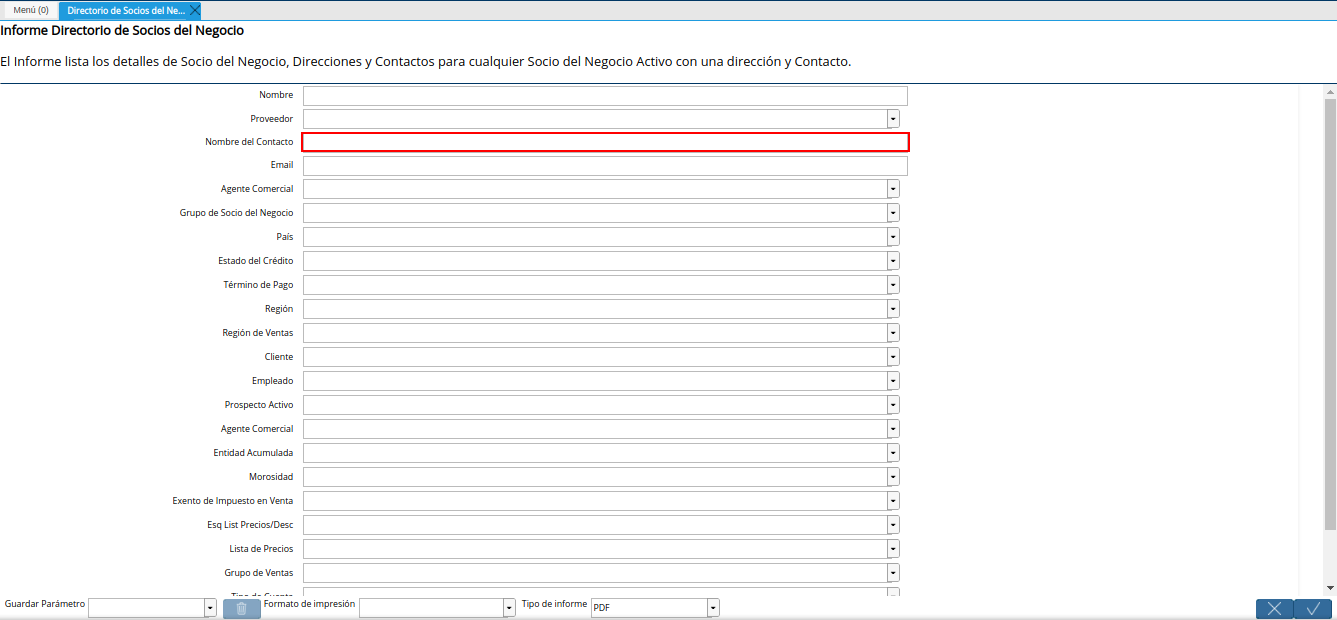 Menú (0)
Directorio de Socios del Ne...
Informe Directorio de Socios del Negocio
El Informe lista los detalles de Socio del Negocio, Direcciones y Contactos para cualquier Socio del Negocio Activo con una dirección y Contacto.
Nombre
Proveedor
Nombre del Contacto
Email
Agente Comercial
Grupo de Socio del Negocio
País
Estado del Crédito
Término de Pago
Región
Región de Ventas
Cliente
Empleado
Prospecto Activo
Agente Comercial
Entidad Acumulada
Morosidad
Exento de Impuesto en Venta
Esq List Precios/Desc
Lista de Precios
Grupo de Ventas
Tipo de Cuenta
Guardar Parámetro
Formato de impresión
Tipo de informe
PDF